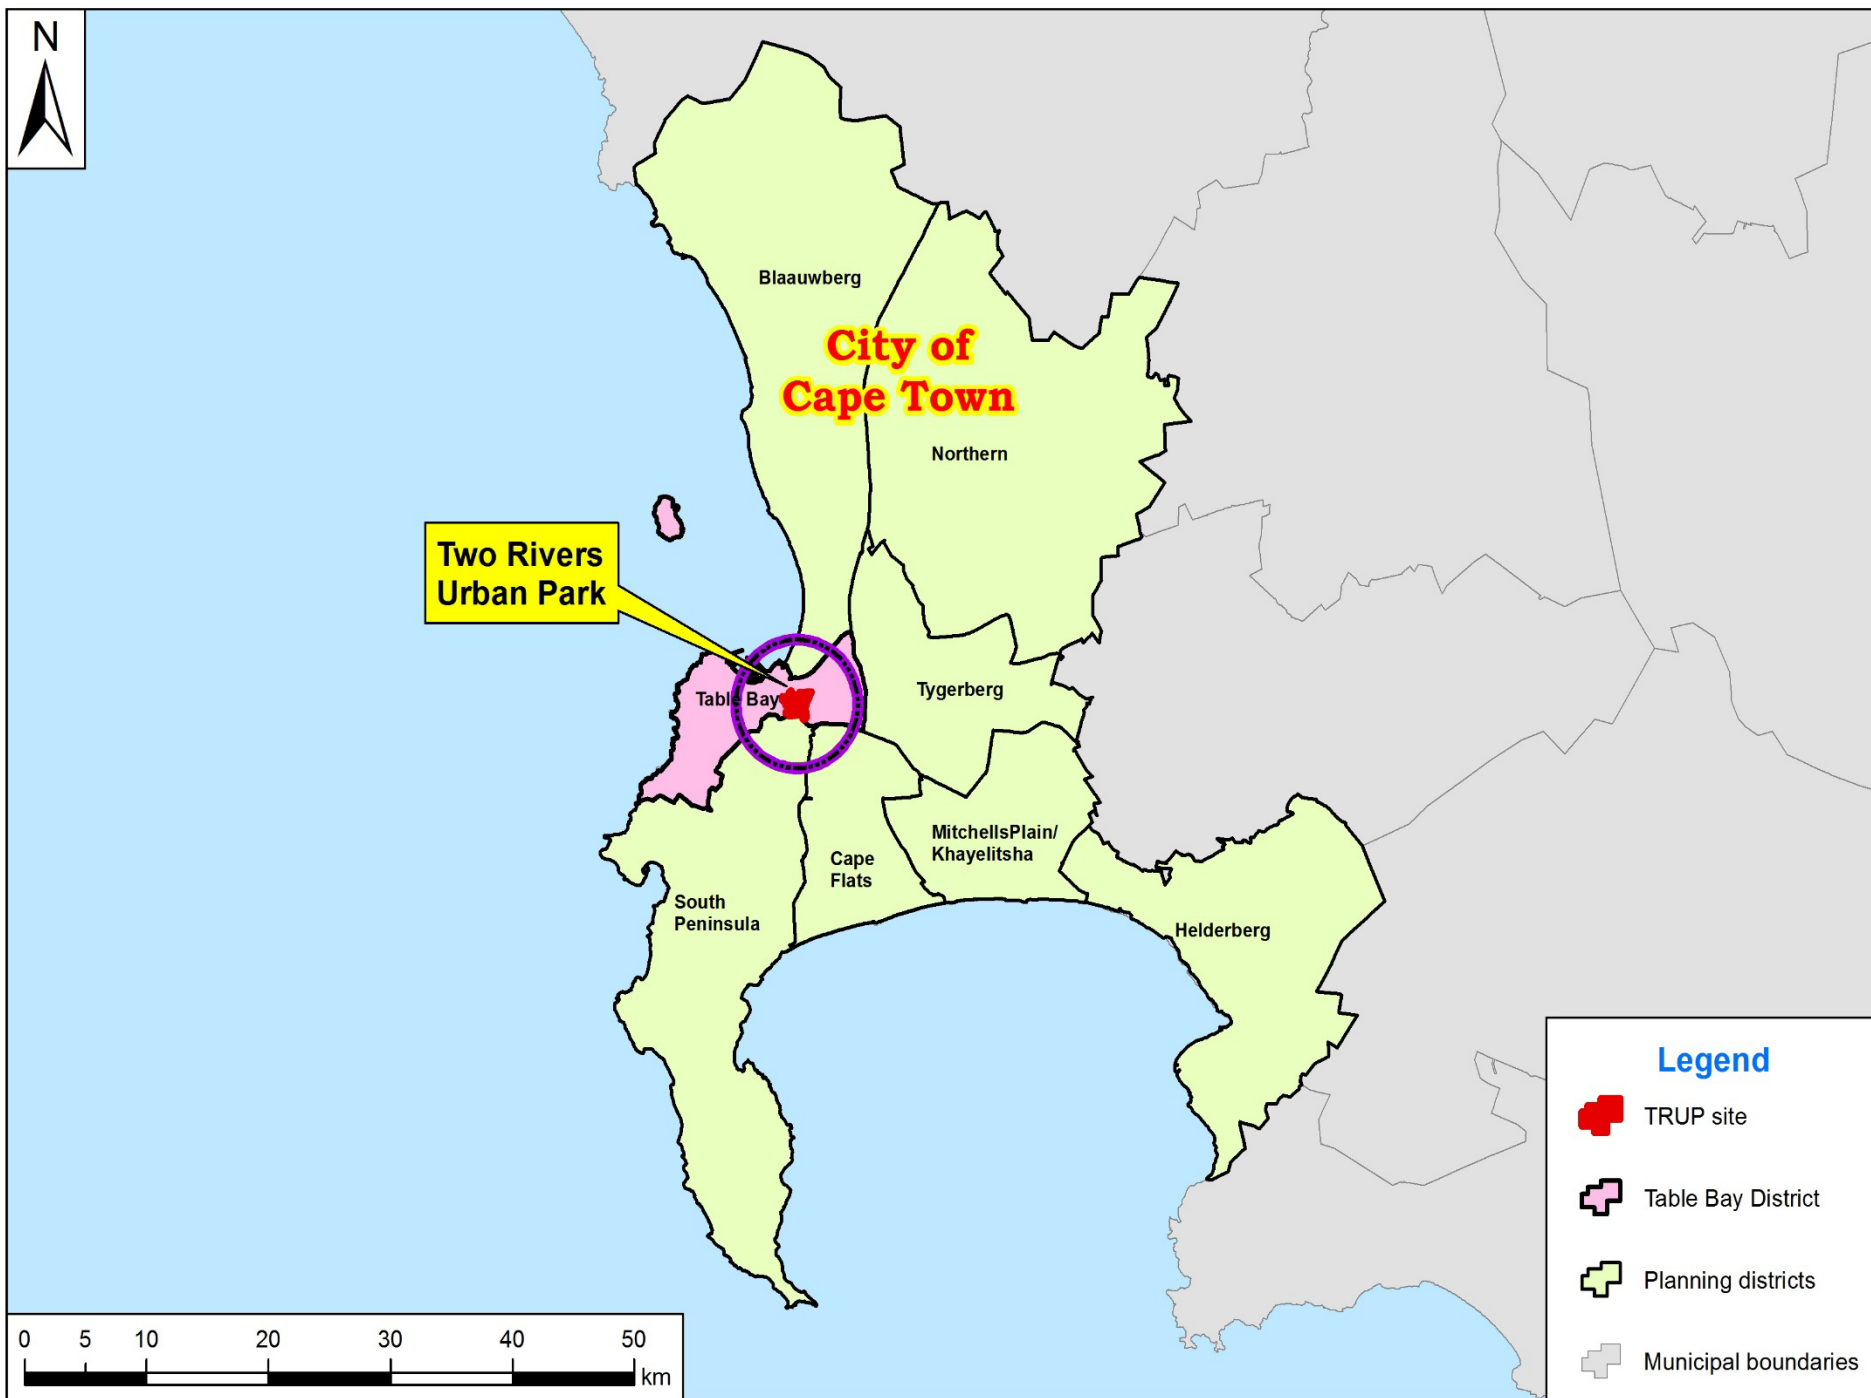 N
Blaauwberg
City of
Cape Town
Northern
Two Rivers
Urban Park
Table Bay
Tygerberg
MitchellsPlain/
Khayelitsha
Cape
Flats
South
Peninsula
Helderberg
Legend
TRUP site
Table Bay District
Planning districts
Municipal boundaries
0 5 10 20 30 40 50
km